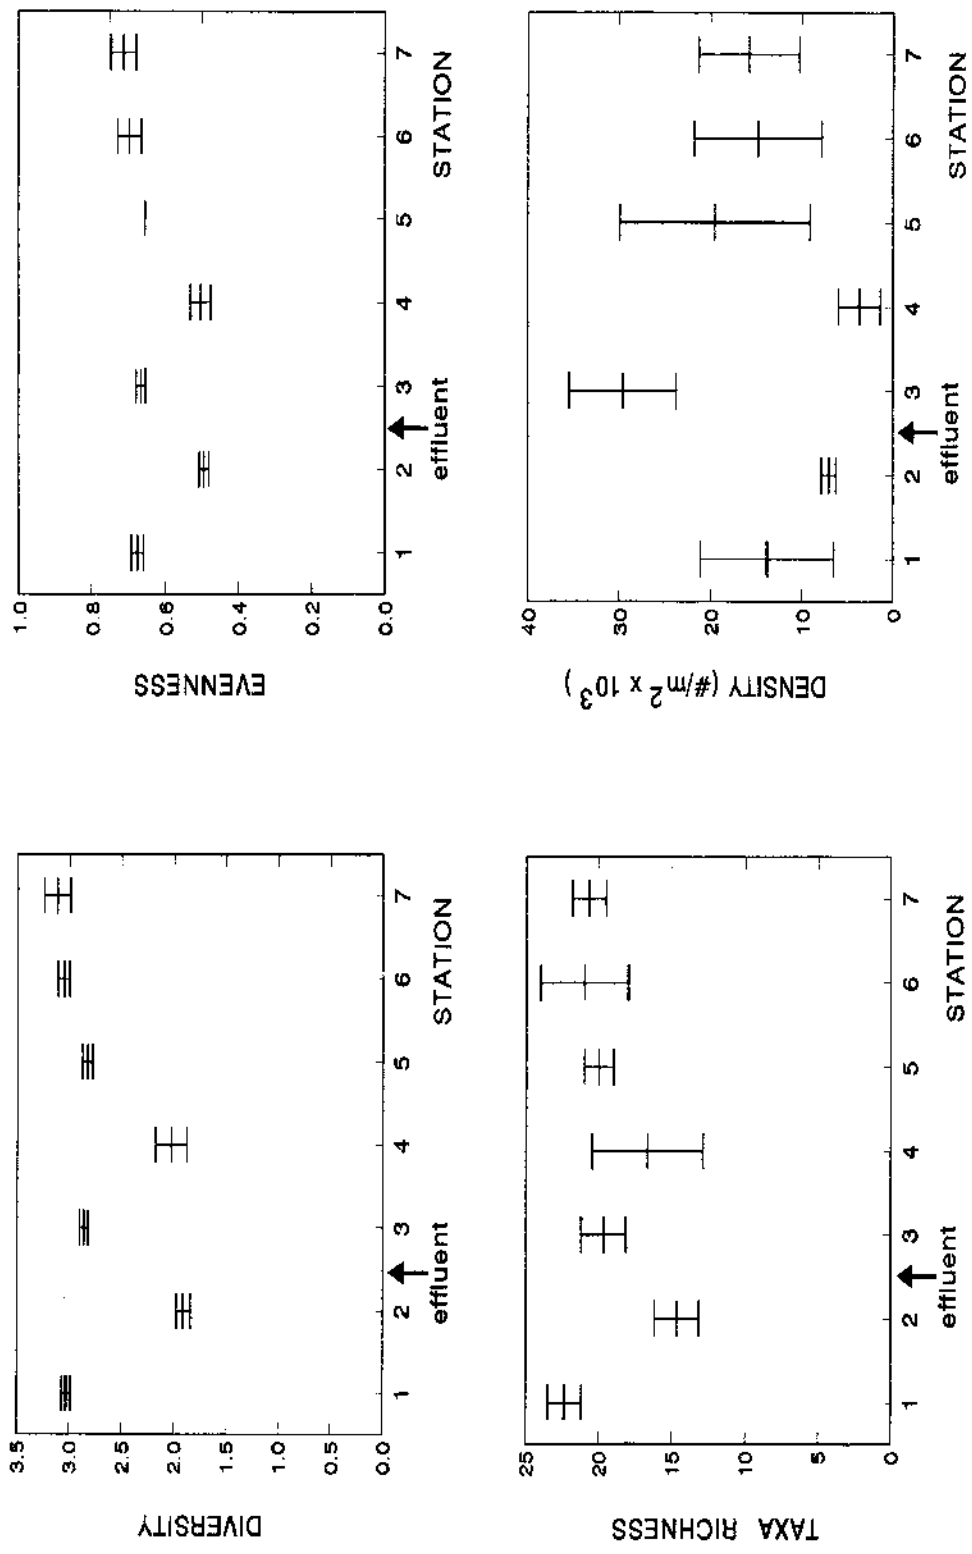 DIVERSITY
3.5
3.0
2.5
2.0
1.5
1.0
0.5
0.0
1 2 3 4 5 6 7
effluent STATION
EVENNESS
1.0
0.8
0.6
0.4
0.2
0.0
1 2 3 4 5 6 7
effluent STATION
TAXA RICHNESS
25
20
15
10
5
0
1 2 3 4 5 6 7
effluent STATION
DENSITY (#/m² x 10³)
40
30
20
10
0
1 2 3 4 5 6 7
effluent STATION